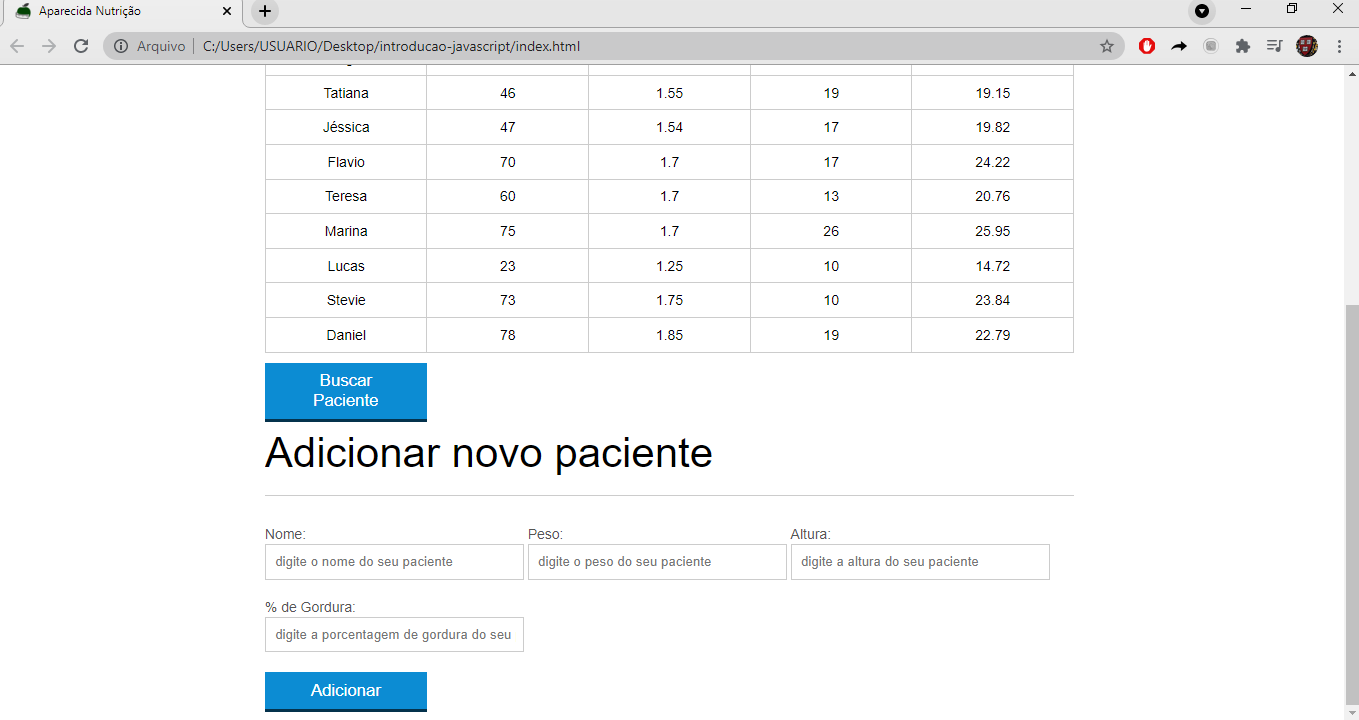 Aparecida Nutrição
Arquivo C:/Users/USUARIO/Desktop/introducao-javascript/index.html
Tatiana 46 1.55 19 19.15
Jéssica 47 1.54 17 19.82
Flavio 70 1.7 17 24.22
Teresa 60 1.7 13 20.76
Marina 75 1.7 26 25.95
Lucas 23 1.25 10 14.72
Stevie 73 1.75 10 23.84
Daniel 78 1.85 19 22.79
Buscar
Paciente
Adicionar novo paciente
Nome: Peso: Altura:
digite o nome do seu paciente digite o peso do seu paciente digite a altura do seu paciente
% de Gordura:
digite a porcentagem de gordura do seu
Adicionar